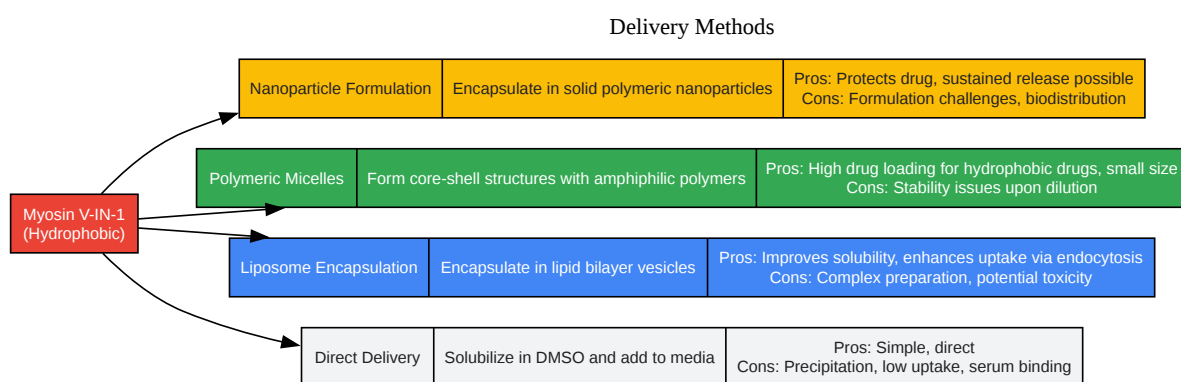 Delivery Methods
Nanoparticle Formulation
Encapsulate in solid polymeric nanoparticles
Pros: Protects drug, sustained release possible
Cons: Formulation challenges, biodistribution
Polymeric Micelles
Form core-shell structures with amphiphilic polymers
Pros: High drug loading for hydrophobic drugs, small size
Cons: Stability issues upon dilution
Myosin V-IN-1
(Hydrophobic)
Liposome Encapsulation
Encapsulate in lipid bilayer vesicles
Pros: Improves solubility, enhances uptake via endocytosis
Cons: Complex preparation, potential toxicity
Direct Delivery
Solubilize in DMSO and add to media
Pros: Simple, direct
Cons: Precipitation, low uptake, serum binding